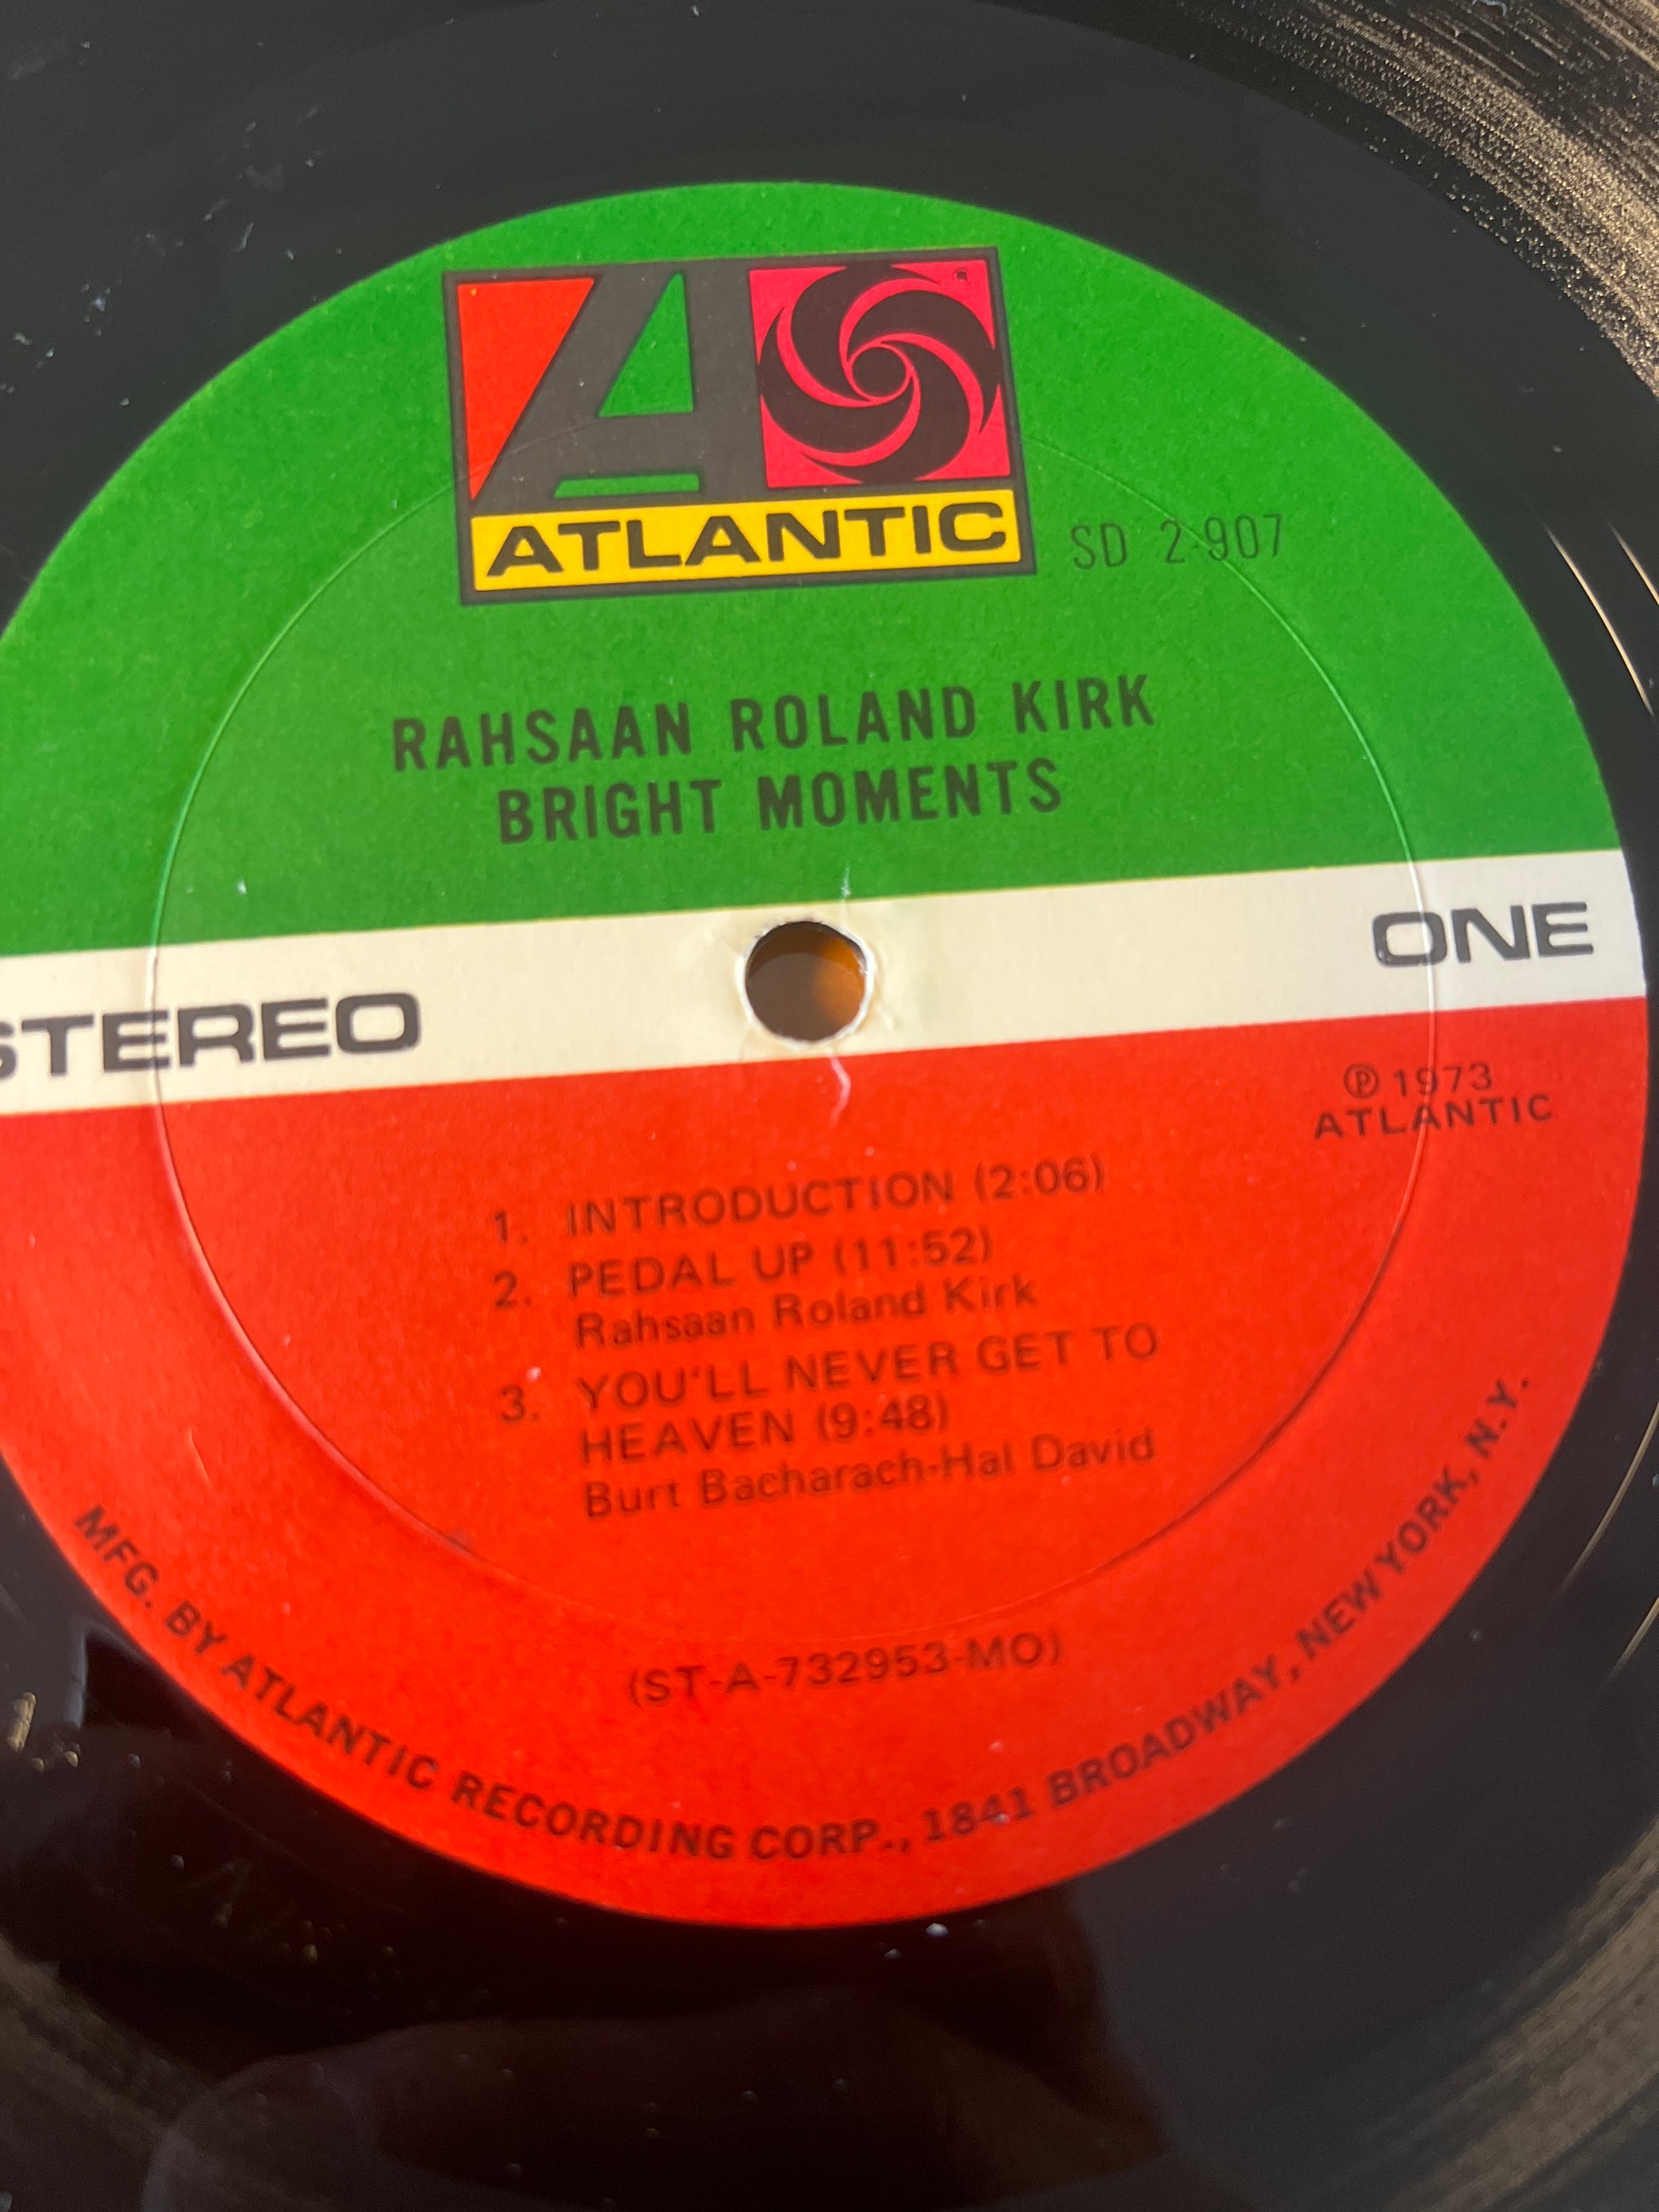 ATLANTIC
SD 2-907
RAHSAAN ROLAND KIRK
BRIGHT MOMENTS
STEREO
ONE
Ⓟ 1973
ATLANTIC
1. INTRODUCTION (2:06)
2. PEDAL UP (11:52)
Rahsaan Roland Kirk
3. YOU'LL NEVER GET TO
HEAVEN (9:48)
Burt Bacharach-Hal David
(ST-A-732953-MO)
MFG. BY ATLANTIC RECORDING CORP., 1841 BROADWAY, NEW YORK, N.Y.